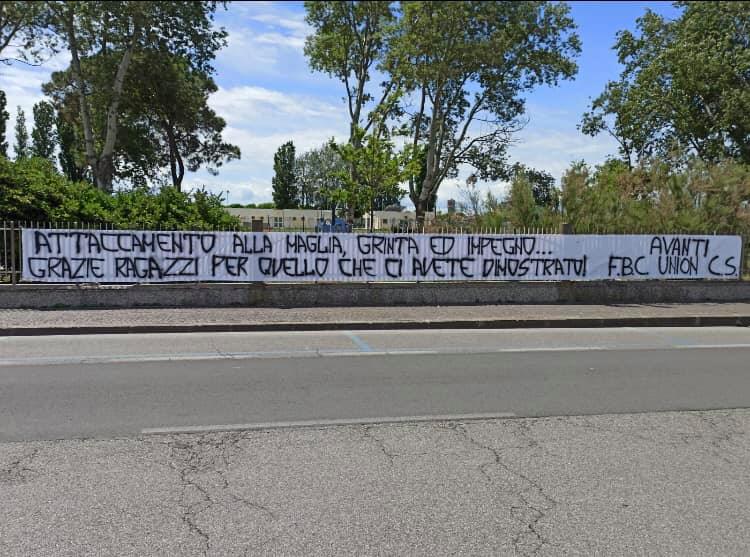 ATTACCAMENTO ALLA MAGLIA, GRINTA ED IMPEGNO... AVANTI
GRAZIE RAGAZZI PER QUELLO CHE CI AVETE DIMOSTRATO! F.B.C. UNION C.S.